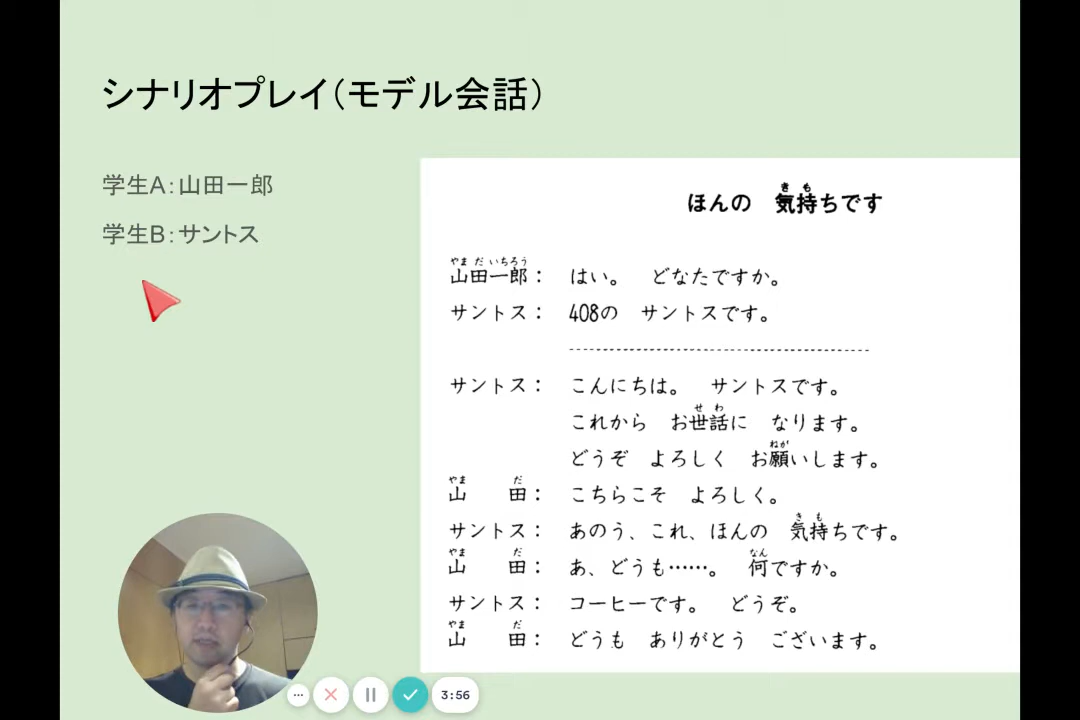 シナリオプレイ(モデル会話)
学生A:山田一郎
学生B:サントス
ほんの 気持ちです
山田一郎: はい。 どなたですか。
サントス: 408の サントスです。
サントス: こんにちは。 サントスです。
これから お世話に なります。
どうぞ よろしく お願いします。
山田: こちらこそ よろしく。
サントス: あのう、これ、ほんの 気持ちです。
山田: あ、どうも……。 何ですか。
サントス: コーヒーです。 どうぞ。
山田: どうも ありがとう ございます。
3:56